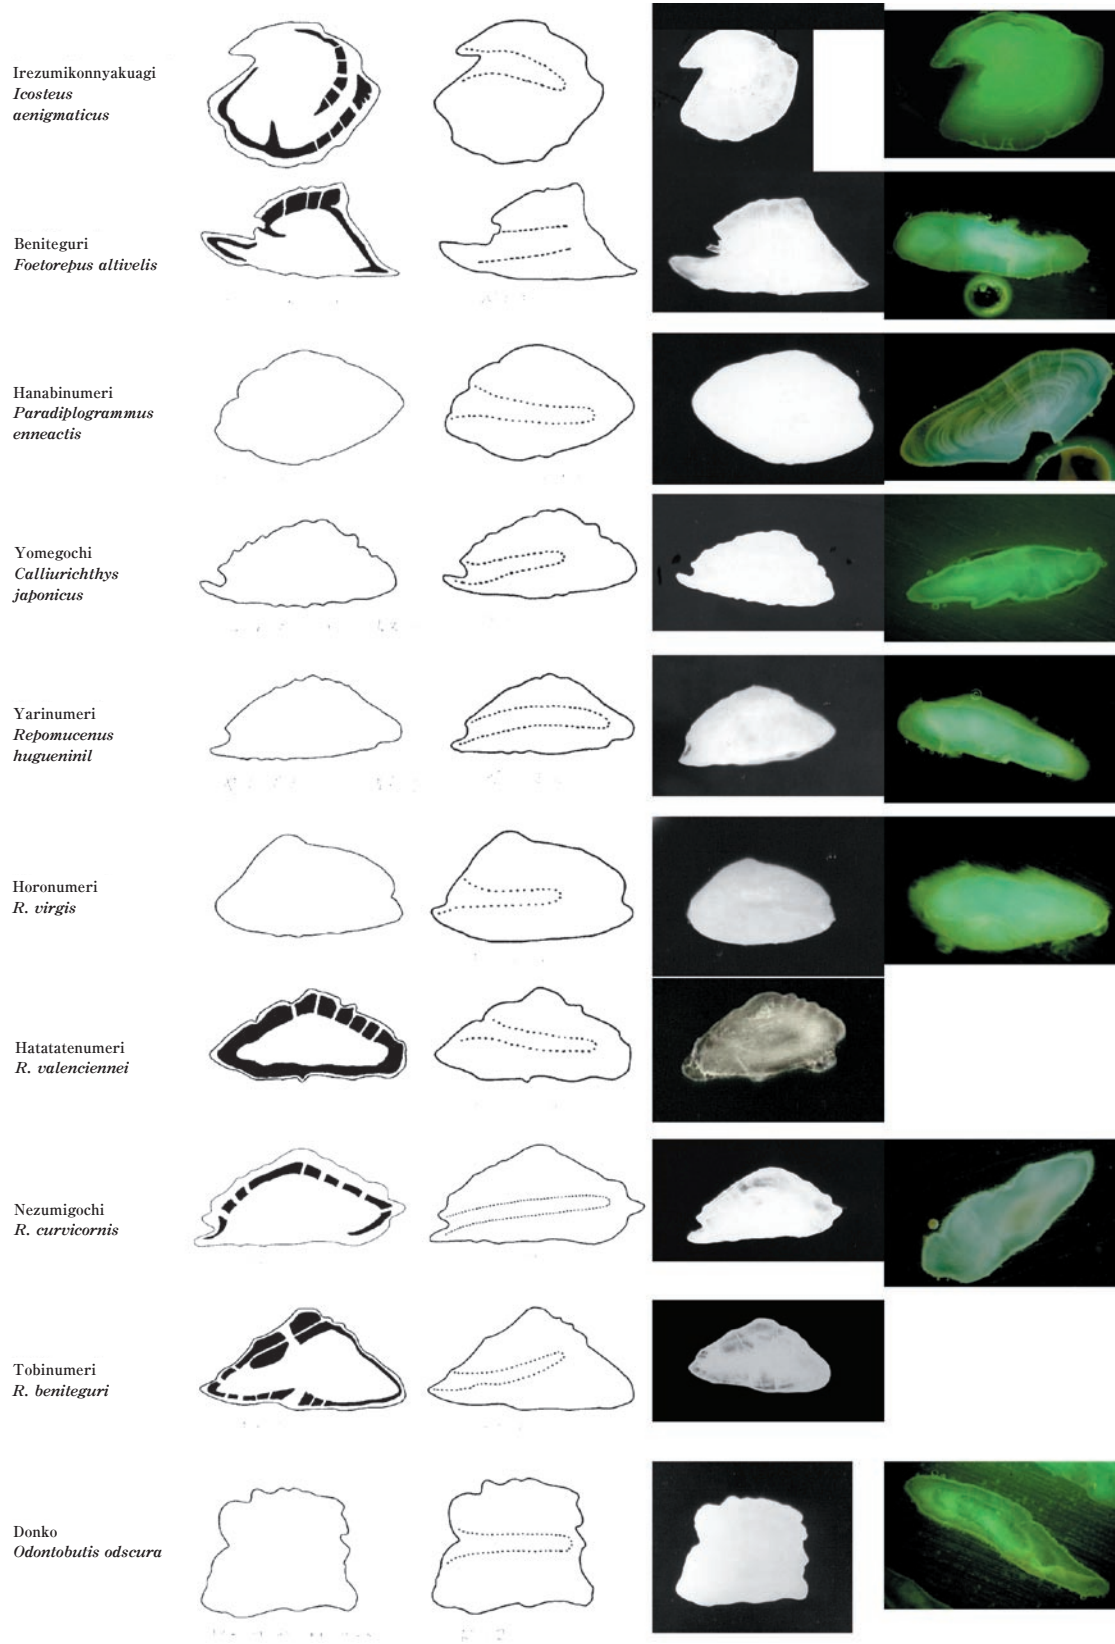 Irezumikonnyakuagi
Icosteus
aenigmaticus
Beniteguri
Foetorepus altivelis
Hanabinumeri
Paradiplogrammus
enneactis
Yomegochi
Calliurichthys
japonicus
Yarinumeri
Repomucenus
hugueninil
Horonumeri
R. virgis
Hatatatenumeri
R. valenciennei
Nezumigochi
R. curvicornis
Tobinumeri
R. beniteguri
Donko
Odontobutis odscura